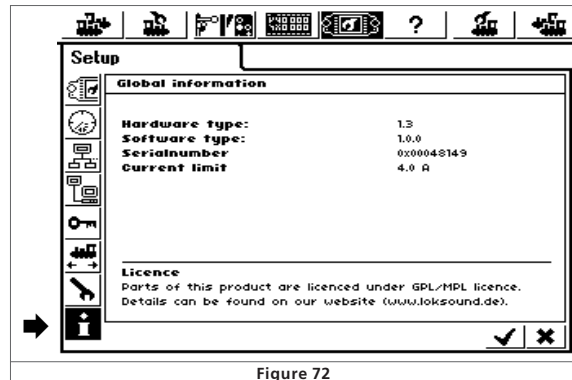 ?
Setup
Global information
Hardware type: 1.3
Software type: 1.0.0
Serialnumber 0x00048149
Current limit 4.0 A
Licence
Parts of this product are licenced under GPL/MPL licence.
Details can be found on our website (www.loksound.de).
i
Figure 72